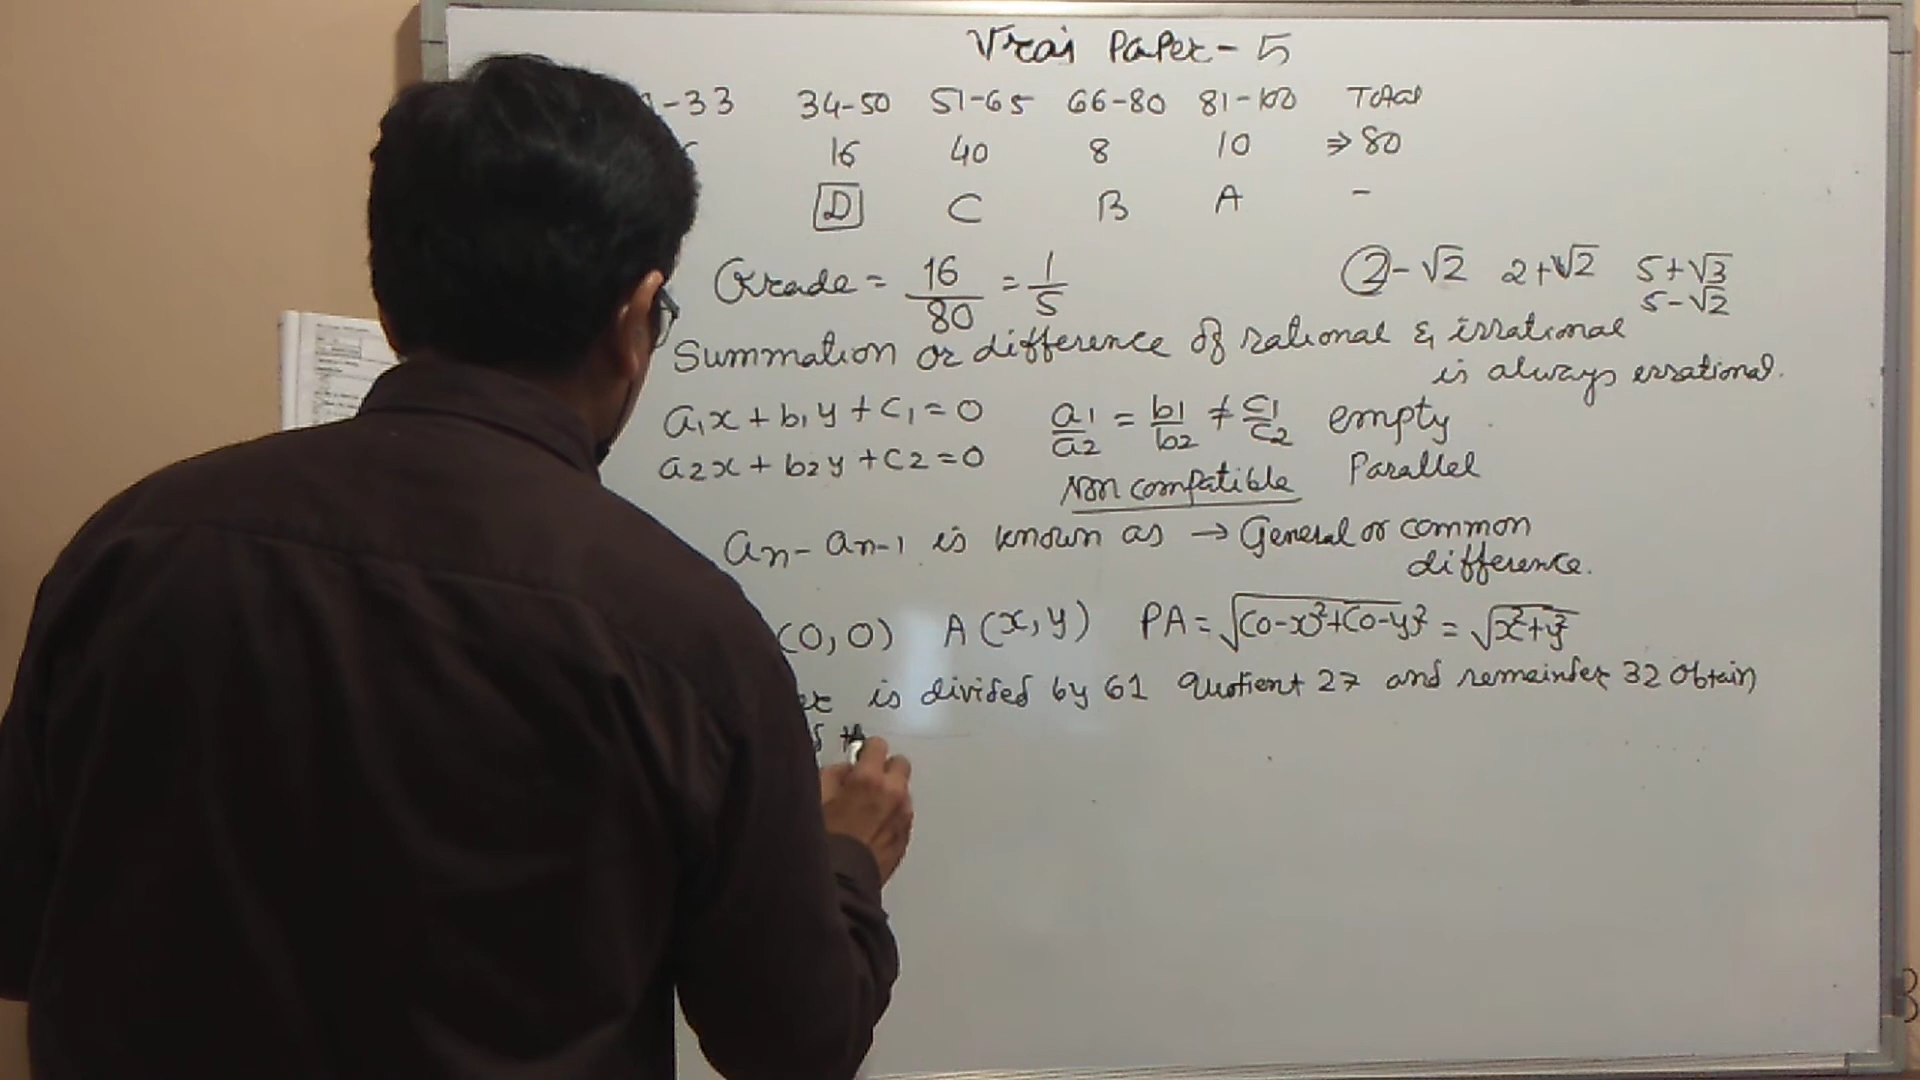 Vraj Paper - 5
-33 34-50 51-65 66-80 81-100 Total
16 40 8 10 ⇒ 80
D C B A -
Grade = 16/80 = 1/5
2-√2 2+√2 5+√3
5-√2
Summation or difference of rational & irrational
is always errational.
a1x + b1y + c1 = 0 a1/a2 = b1/b2 ≠ c1/c2 empty
a2x + b2y + c2 = 0 Non compatible Parallel
an - an-1 is known as → General or common
difference.
(0,0) A(x,y) PA = √(0-x)²+(0-y)² = √x²+y²
is divided by 61 quotient 27 and remainder 32 obtain